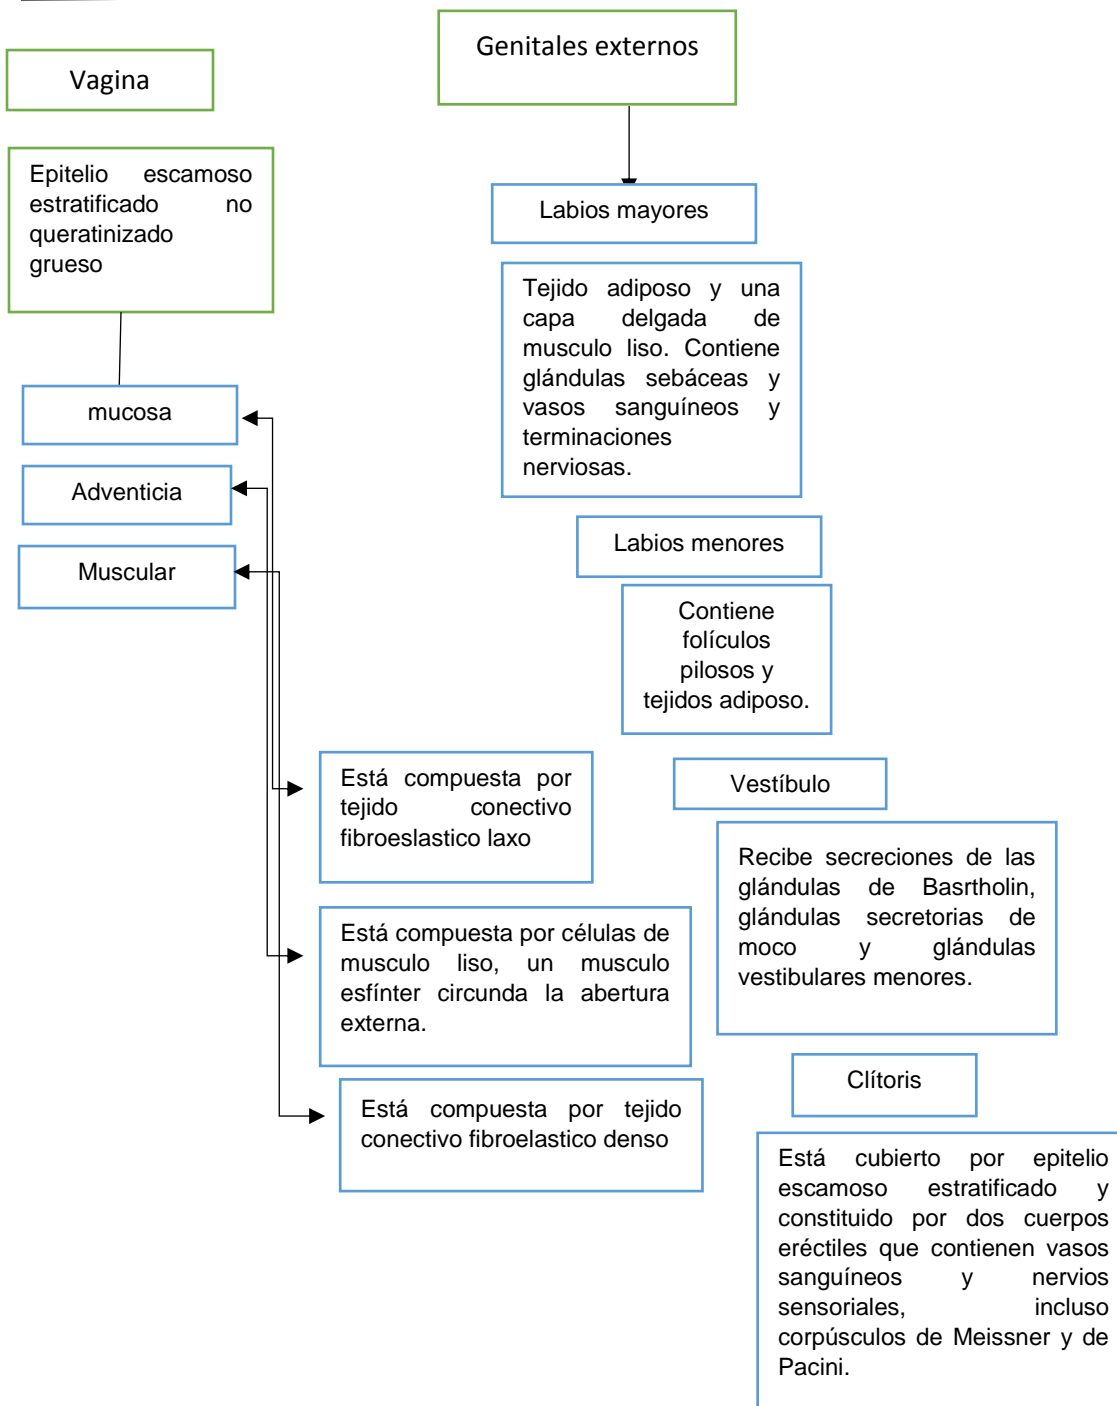 Vagina
Epitelio escamoso
estratificado no
queratinizado
grueso
mucosa
Adventicia
Muscular
Está compuesta por
tejido conectivo
fibroeslastico laxo
Está compuesta por células de
musculo liso, un musculo
esfínter circunda la abertura
externa.
Está compuesta por tejido
conectivo fibroelastico denso
Genitales externos
Labios mayores
Tejido adiposo y una
capa delgada de
musculo liso. Contiene
glándulas sebáceas y
vasos sanguíneos y
terminaciones
nerviosas.
Labios menores
Contiene
folículos
pilosos y
tejidos adiposo.
Vestíbulo
Recibe secreciones de las
glándulas de Basrtholin,
glándulas secretorias de
moco y glándulas
vestibulares menores.
Clítoris
Está cubierto por epitelio
escamoso estratificado y
constituido por dos cuerpos
eréctiles que contienen vasos
sanguíneos y nervios
sensoriales, incluso
corpúsculos de Meissner y de
Pacini.